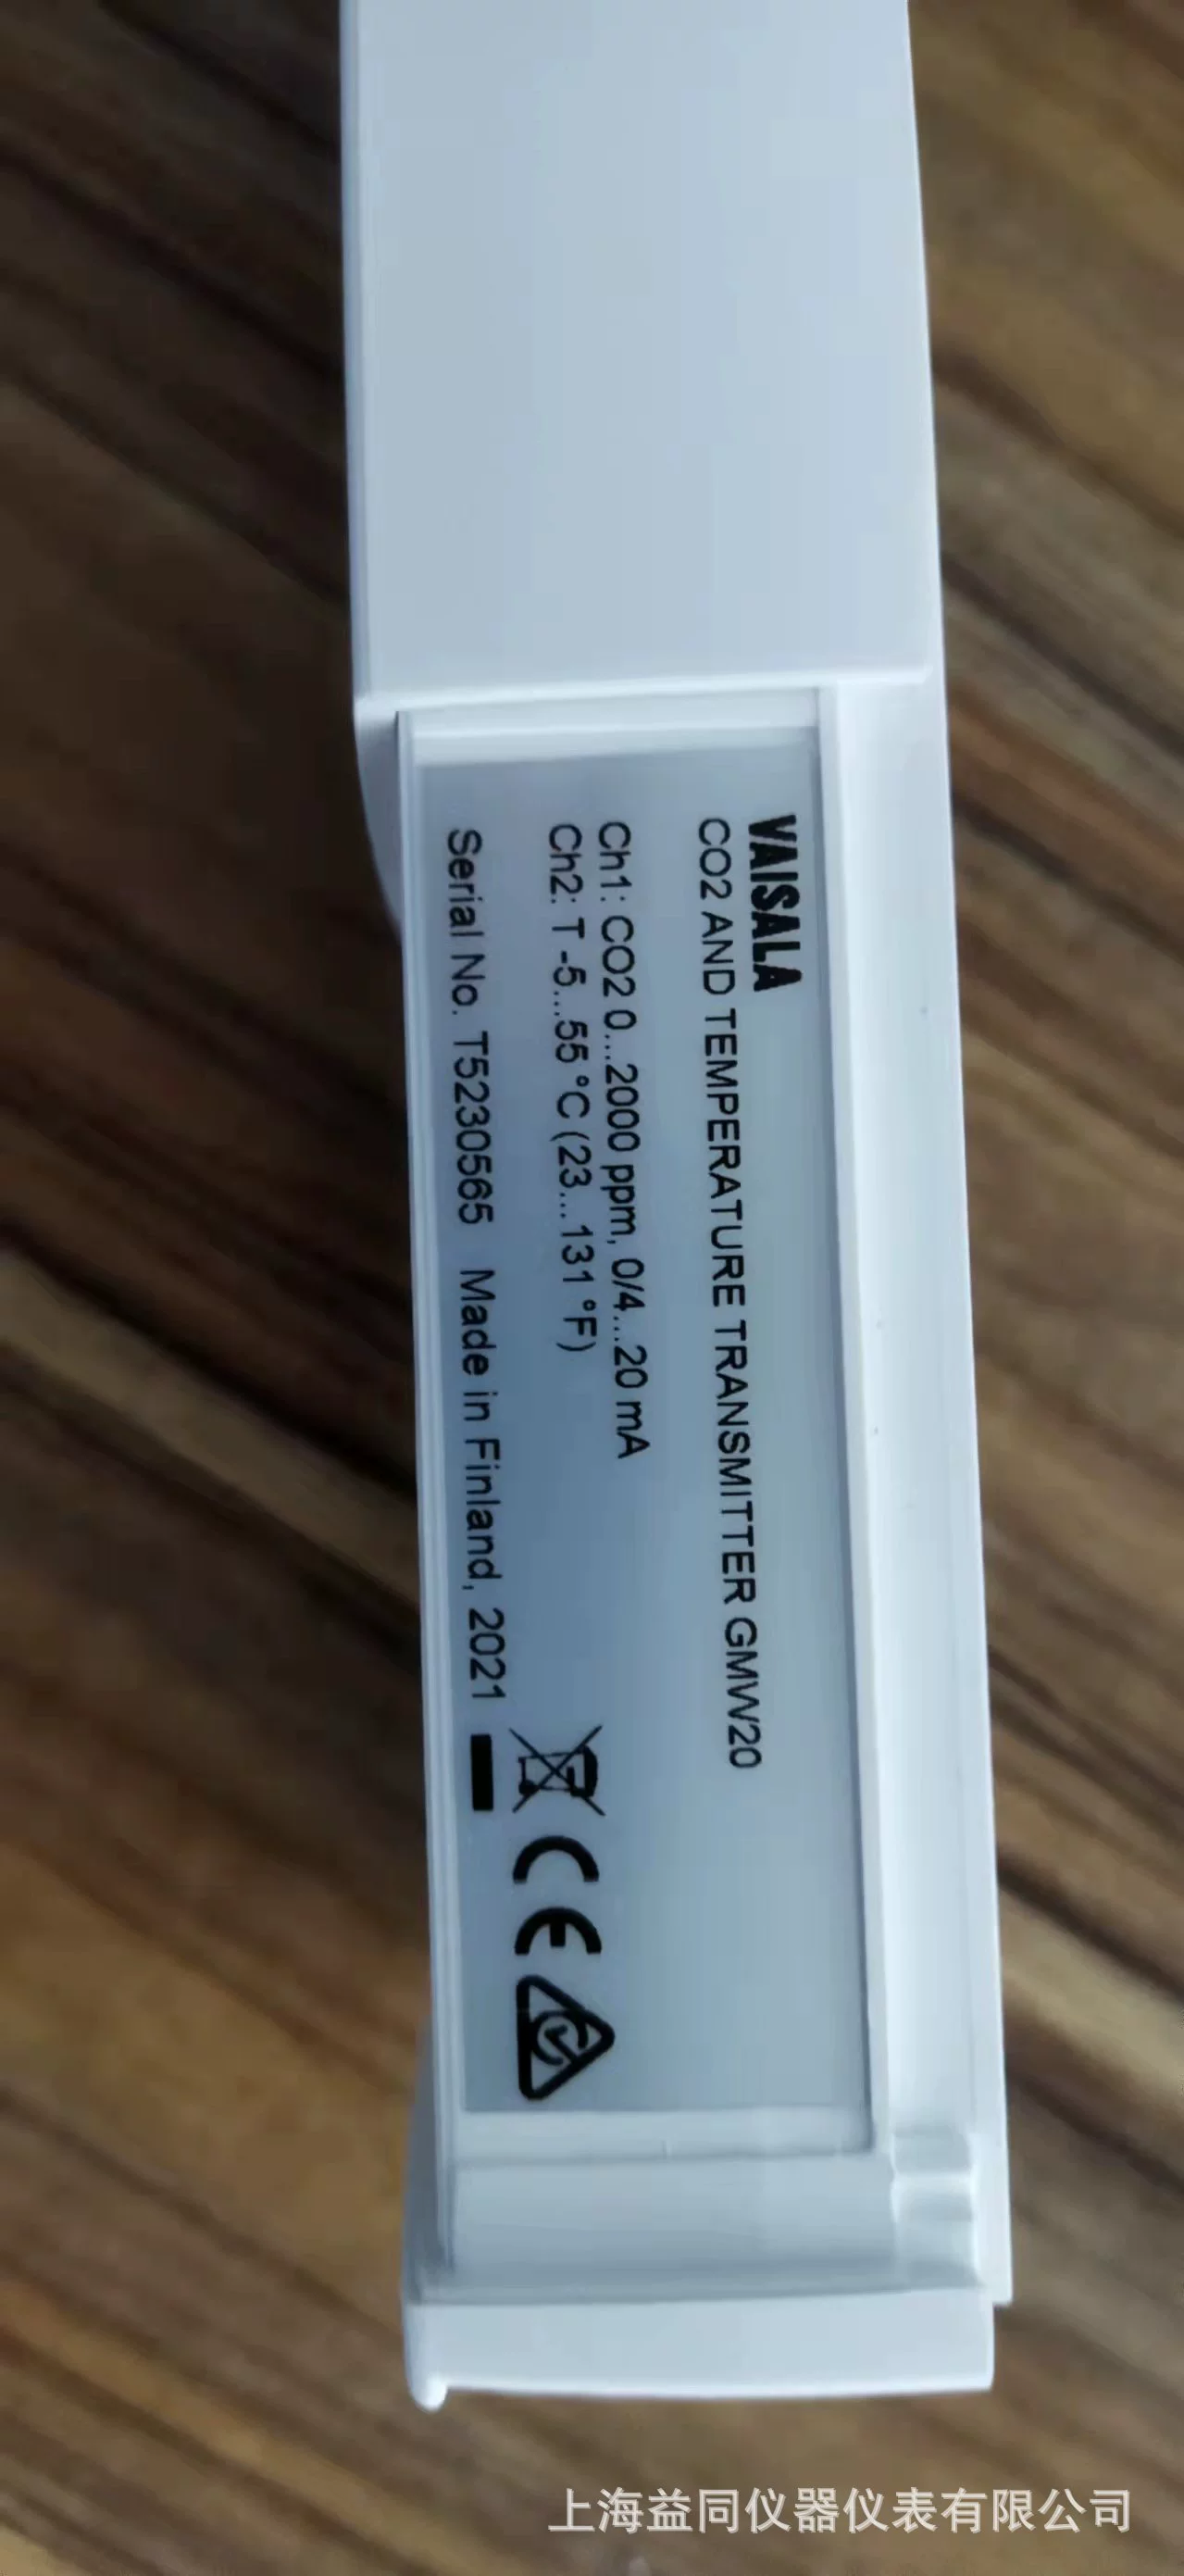 VAISALA
CO2 AND TEMPERATURE TRANSMITTER GMW20
Ch1: CO2 0...2000 ppm, 0/4...20 mA
Ch2: T -5...55 °C (23...131 °F)
Serial No. T5230565 Made in Finland, 2021
CE
上海益同仪器仪表有限公司